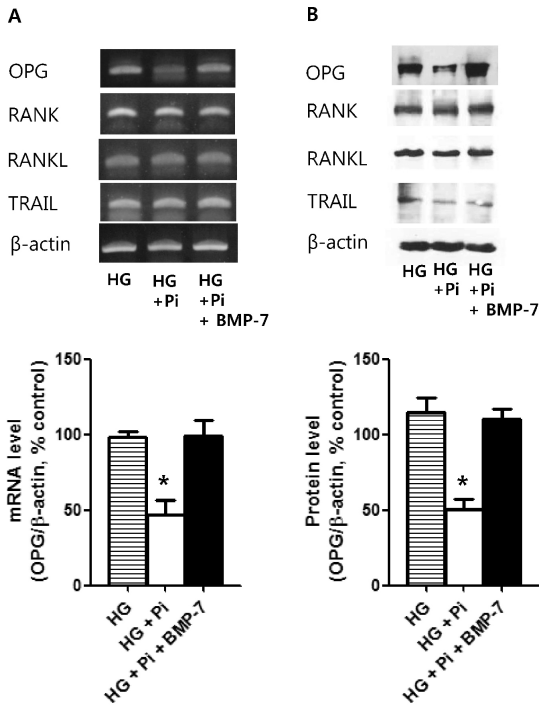 A
OPG
RANK
RANKL
TRAIL
β-actin
HG
HG
+Pi
HG
+Pi
+ BMP-7
B
OPG
RANK
RANKL
TRAIL
β-actin
HG
HG
+Pi
HG
+Pi
+ BMP-7
mRNA level
(OPG/β-actin, % control)
150
100
50
0
*
HG
HG + Pi
HG + Pi + BMP-7
Protein level
(OPG/β-actin, % control)
150
100
50
0
*
HG
HG + Pi
HG + Pi + BMP-7